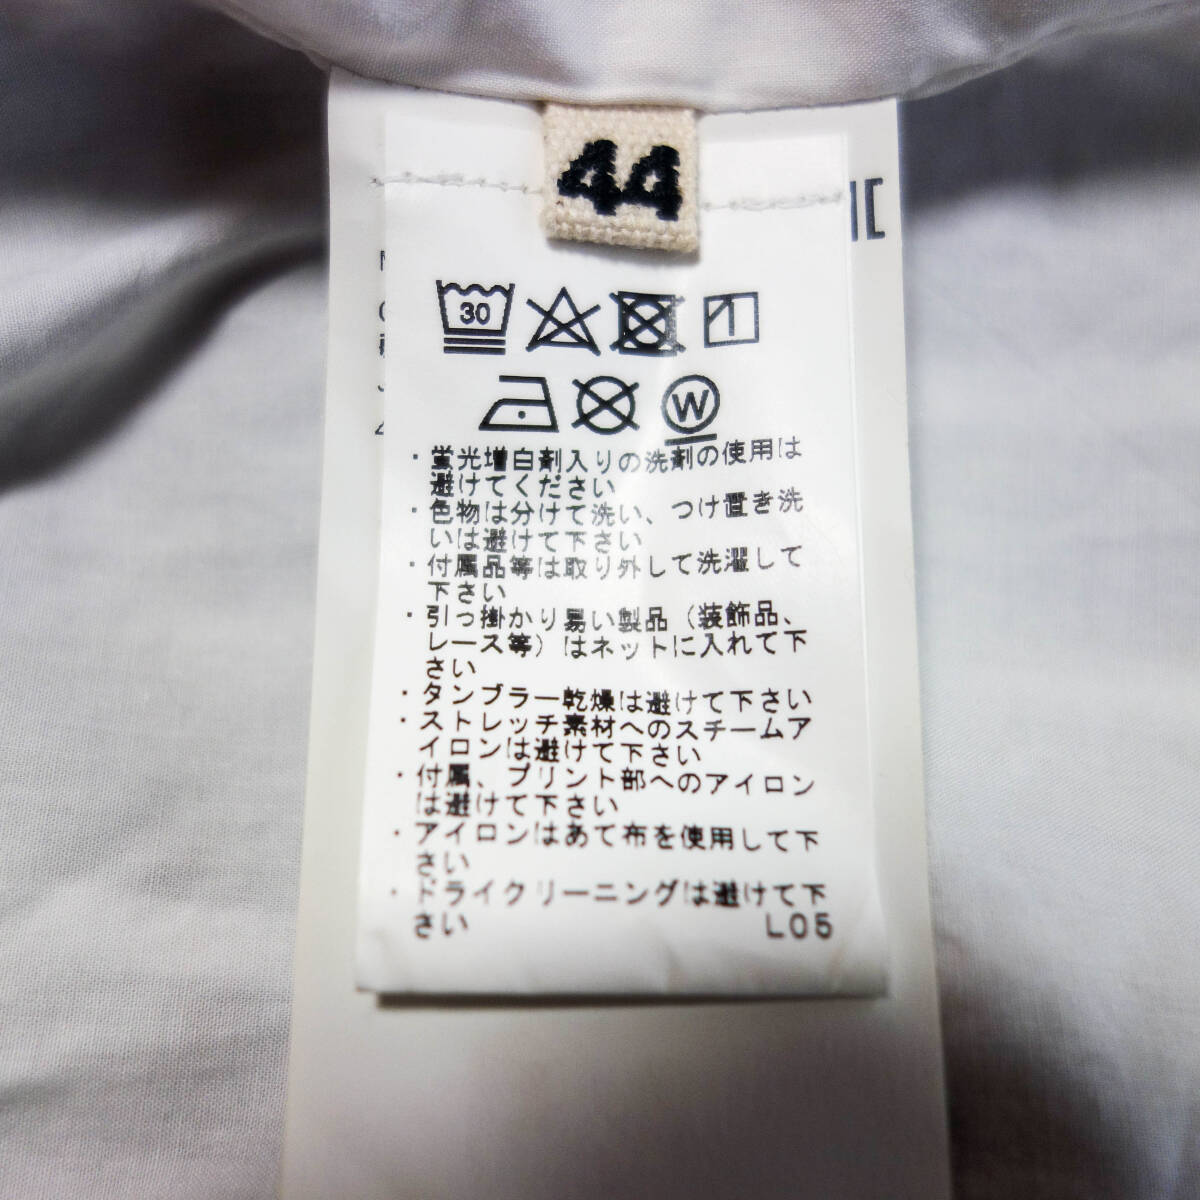 44
30
W
・蛍光増白剤入りの洗剤の使用は
避けてください
・色物は分けて洗い、つけ置き洗
いは避けて下さい
・付属品等は取り外して洗濯して
下さい
・引っ掛かり易い製品（装飾品、
レース等）はネットに入れて下
さい
・タンブラー乾燥は避けて下さい
・ストレッチ素材へのスチームア
イロンは避けて下さい
・付属、プリント部へのアイロン
は避けて下さい
・アイロンはあて布を使用して下
さい
・ドライクリーニングは避けて下
さい
L05